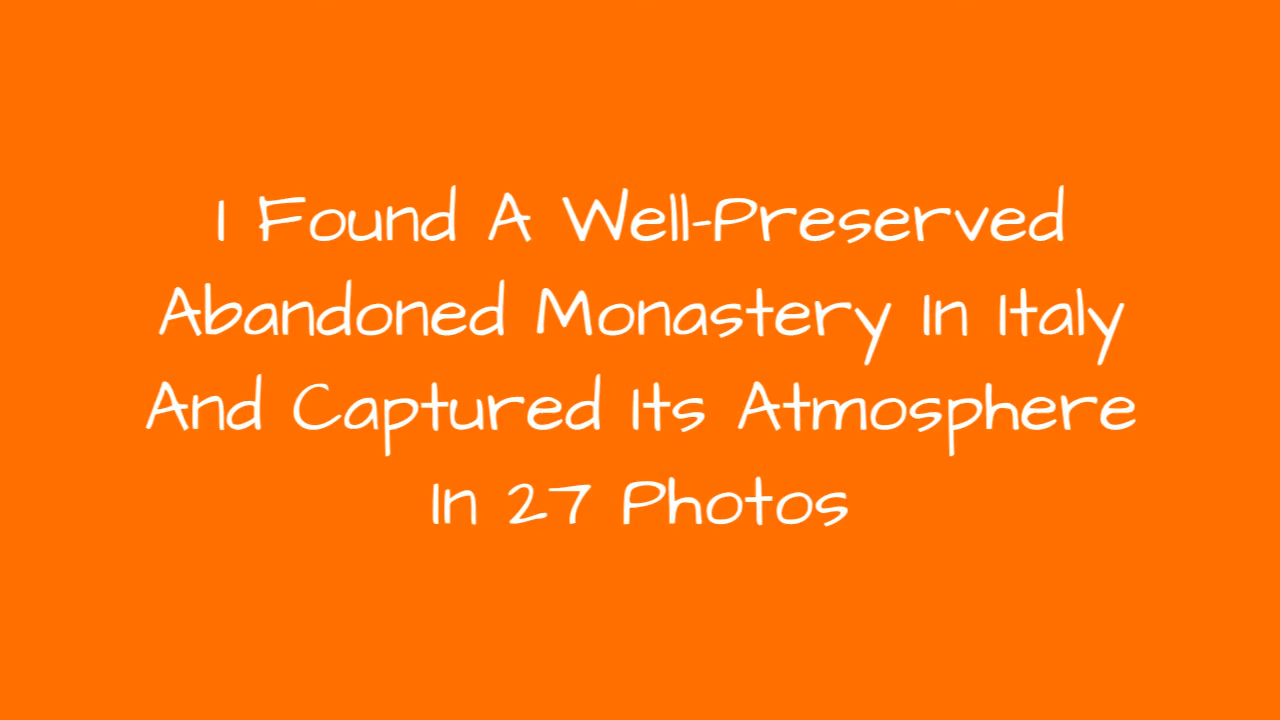 I Found A Well-Preserved
Abandoned Monastery In Italy
And Captured Its Atmosphere
In 27 Photos